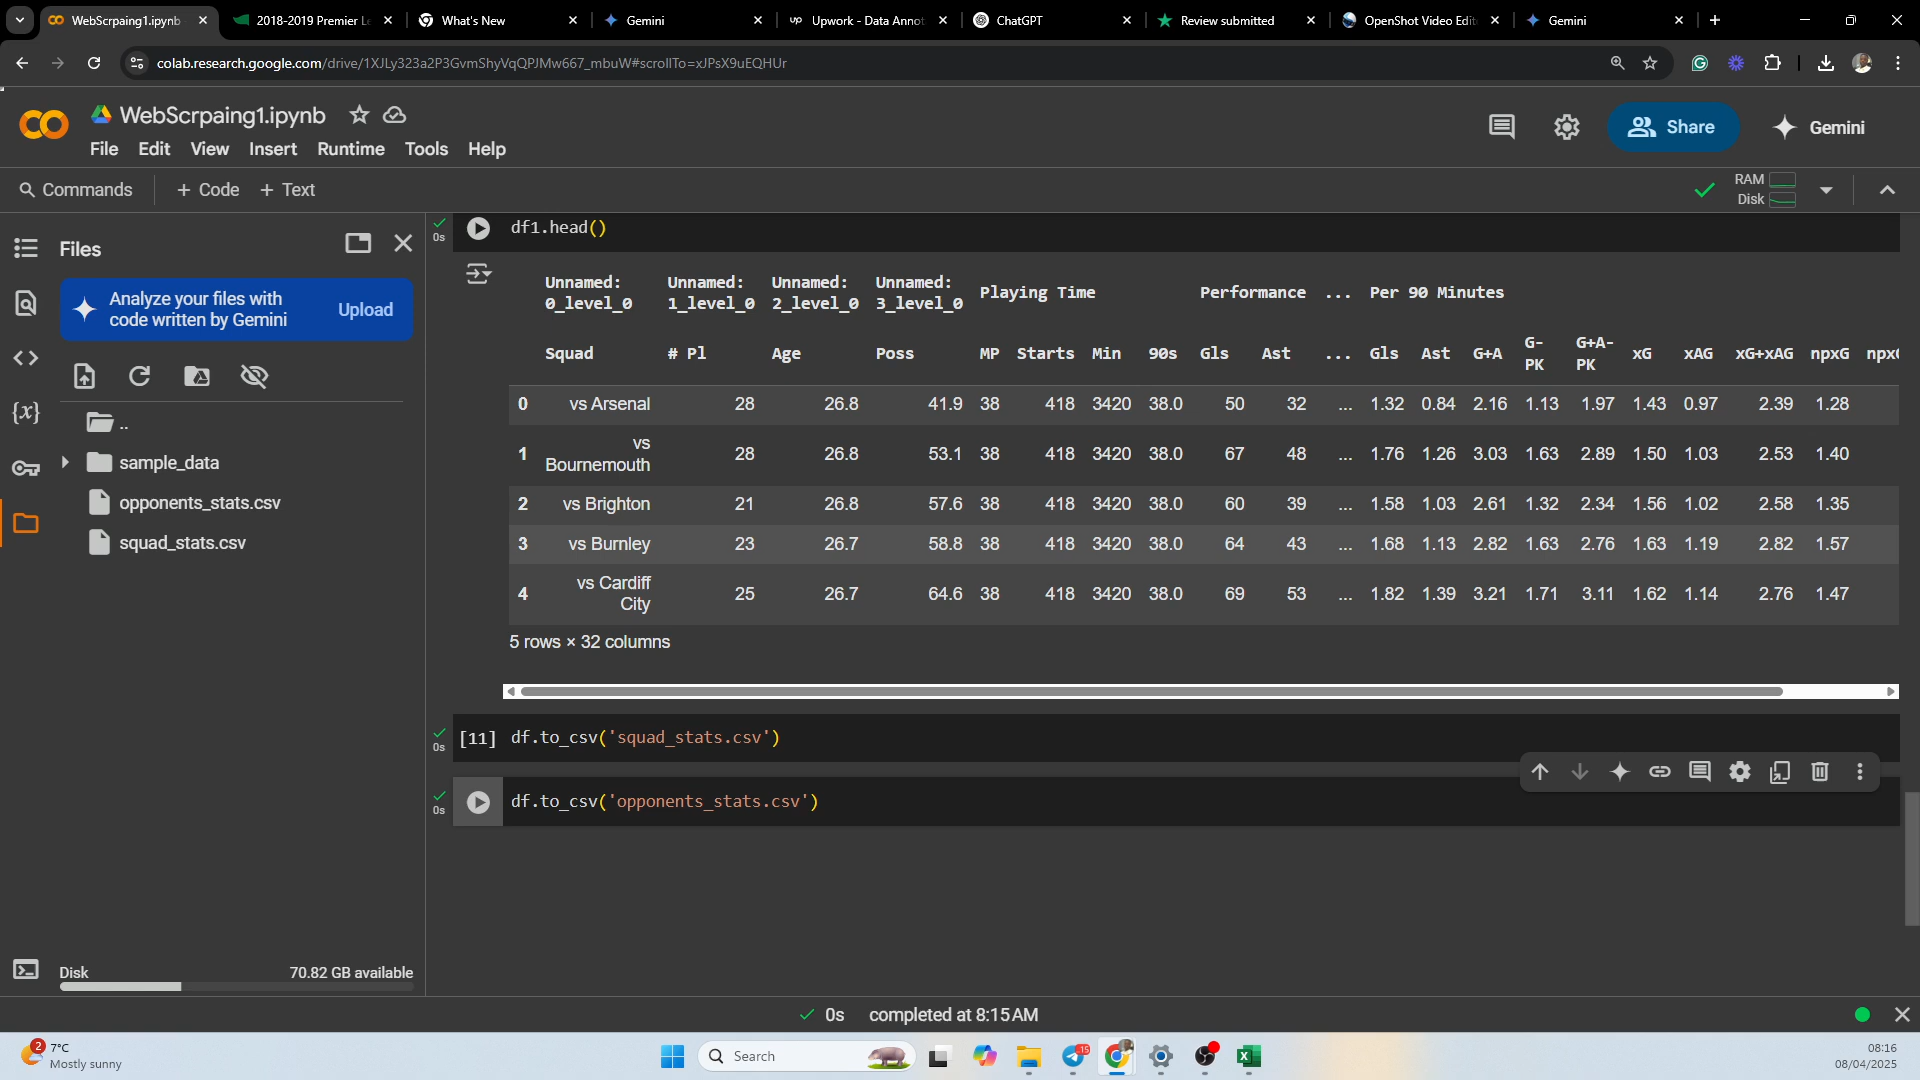 WebScrpaing1.ipynb
2018-2019 Premier Le
What's New
Gemini
Upwork - Data Annot
ChatGPT
Review submitted
OpenShot Video Edit
Gemini
colab.research.google.com/drive/1XJLy323a2P3GvmShyVqQPJMw667_mbuW#scrollTo=xJPsX9uEQHUr
WebScrpaing1.ipynb
Share
Gemini
File Edit View Insert Runtime Tools Help
Commands + Code + Text
RAM
Disk
Files
Analyze your files with
code written by Gemini
Upload
..
sample_data
opponents_stats.csv
squad_stats.csv
Disk 70.82 GB available
0s
df1.head()
Unnamed: Unnamed: Unnamed: Unnamed: Playing Time Performance ... Per 90 Minutes
0_level_0 1_level_0 2_level_0 3_level_0
Squad # Pl Age Poss MP Starts Min 90s Gls Ast ... Gls Ast G+A G-PK G+A-PK xG xAG xG+xAG npxG npx
0 vs Arsenal 28 26.8 41.9 38 418 3420 38.0 50 32 ... 1.32 0.84 2.16 1.13 1.97 1.43 0.97 2.39 1.28
1 vs Bournemouth 28 26.8 53.1 38 418 3420 38.0 67 48 ... 1.76 1.26 3.03 1.63 2.89 1.50 1.03 2.53 1.40
2 vs Brighton 21 26.8 57.6 38 418 3420 38.0 60 39 ... 1.58 1.03 2.61 1.32 2.34 1.56 1.02 2.58 1.35
3 vs Burnley 23 26.7 58.8 38 418 3420 38.0 64 43 ... 1.68 1.13 2.82 1.63 2.76 1.63 1.19 2.82 1.57
4 vs Cardiff City 25 26.7 64.6 38 418 3420 38.0 69 53 ... 1.82 1.39 3.21 1.71 3.11 1.62 1.14 2.76 1.47
5 rows × 32 columns
0s
[11] df.to_csv('squad_stats.csv')
0s
df.to_csv('opponents_stats.csv')
0s completed at 8:15 AM
2
7°C
Mostly sunny
Search
15
08:16
08/04/2025